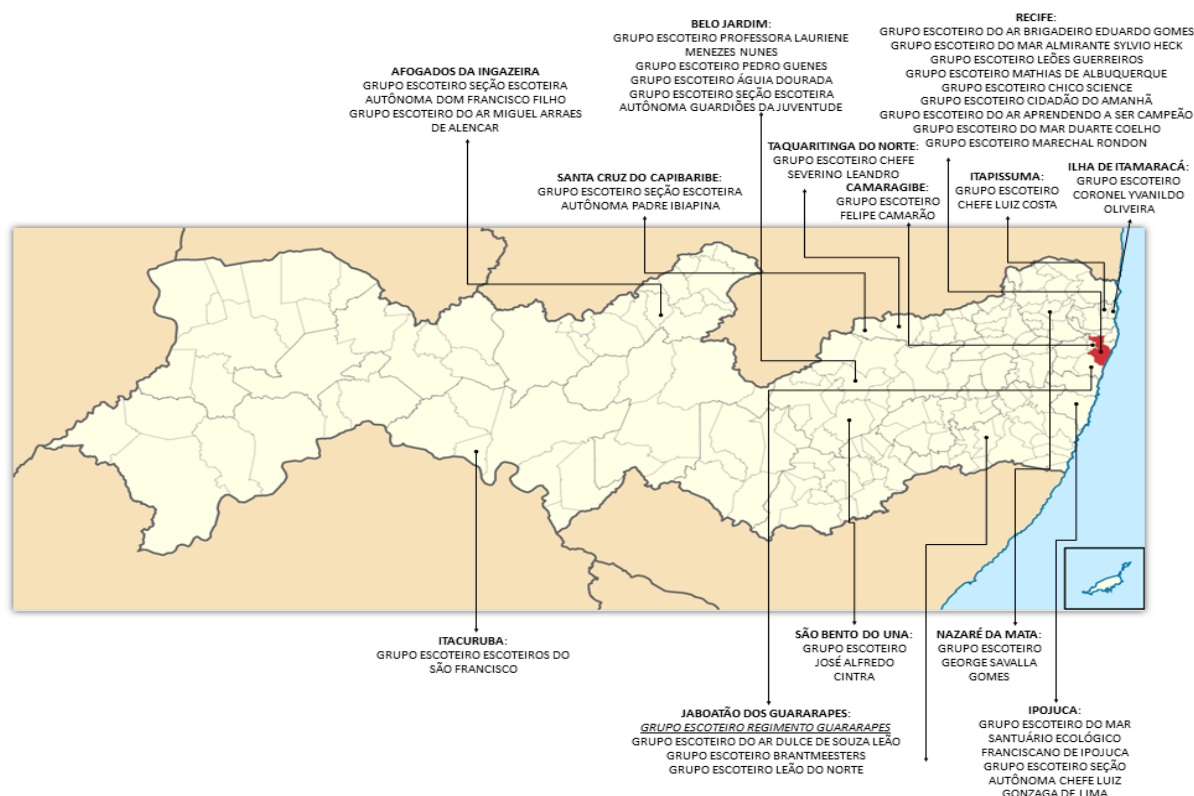 RECIFE:
GRUPO ESCOTEIRO DO AR BRIGADEIRO EDUARDO GOMES
GRUPO ESCOTEIRO DO MAR ALMIRANTE SYLVIO HECK
GRUPO ESCOTEIRO LEÕES GUERREIROS
GRUPO ESCOTEIRO MATHIAS DE ALBUQUERQUE
GRUPO ESCOTEIRO CHICO SCIENCE
GRUPO ESCOTEIRO CIDADÃO DO AMANHÃ
GRUPO ESCOTEIRO DO AR APRENDENDO A SER CAMPEÃO
GRUPO ESCOTEIRO DO MAR DUARTE COELHO
GRUPO ESCOTEIRO MARECHAL RONDON
BELO JARDIM:
GRUPO ESCOTEIRO PROFESSORA LAURIENE
MENEZES NUNES
GRUPO ESCOTEIRO PEDRO GUENES
GRUPO ESCOTEIRO ÁGUIA DOURADA
GRUPO ESCOTEIRO SEÇÃO ESCOTEIRA
AUTÔNOMA GUARDIÕES DA JUVENTUDE
AFOGADOS DA INGAZEIRA
GRUPO ESCOTEIRO SEÇÃO ESCOTEIRA
AUTÔNOMA DOM FRANCISCO FILHO
GRUPO ESCOTEIRO DO AR MIGUEL ARRAES
DE ALENCAR
TAQUARITINGA DO NORTE:
GRUPO ESCOTEIRO CHEFE
SEVERINO LEANDRO
SANTA CRUZ DO CAPIBARIBE:
GRUPO ESCOTEIRO SEÇÃO ESCOTEIRA
AUTÔNOMA PADRE IBIAPINA
CAMARAGIBE:
GRUPO ESCOTEIRO
FELIPE CAMARÃO
ITAPISSUMA:
GRUPO ESCOTEIRO
CHEFE LUIZ COSTA
ILHA DE ITAMARACÁ:
GRUPO ESCOTEIRO
CORONEL YVANILDO
OLIVEIRA
ITACURUBA:
GRUPO ESCOTEIRO ESCOTEIROS DO
SÃO FRANCISCO
SÃO BENTO DO UNA:
GRUPO ESCOTEIRO
JOSÉ ALFREDO
CINTRA
NAZARÉ DA MATA:
GRUPO ESCOTEIRO
GEORGE SAVALLA
GOMES
JABOATÃO DOS GUARARAPES:
GRUPO ESCOTEIRO REGIMENTO GUARARAPES
GRUPO ESCOTEIRO DO AR DULCE DE SOUZA LEÃO
GRUPO ESCOTEIRO BRANTMEESTERS
GRUPO ESCOTEIRO LEÃO DO NORTE
IPOJUCA:
GRUPO ESCOTEIRO DO MAR
SANTUÁRIO ECOLÓGICO
FRANCISCANO DE IPOJUCA
GRUPO ESCOTEIRO SEÇÃO
AUTÔNOMA CHEFE LUIZ
GONZAGA DE LIMA